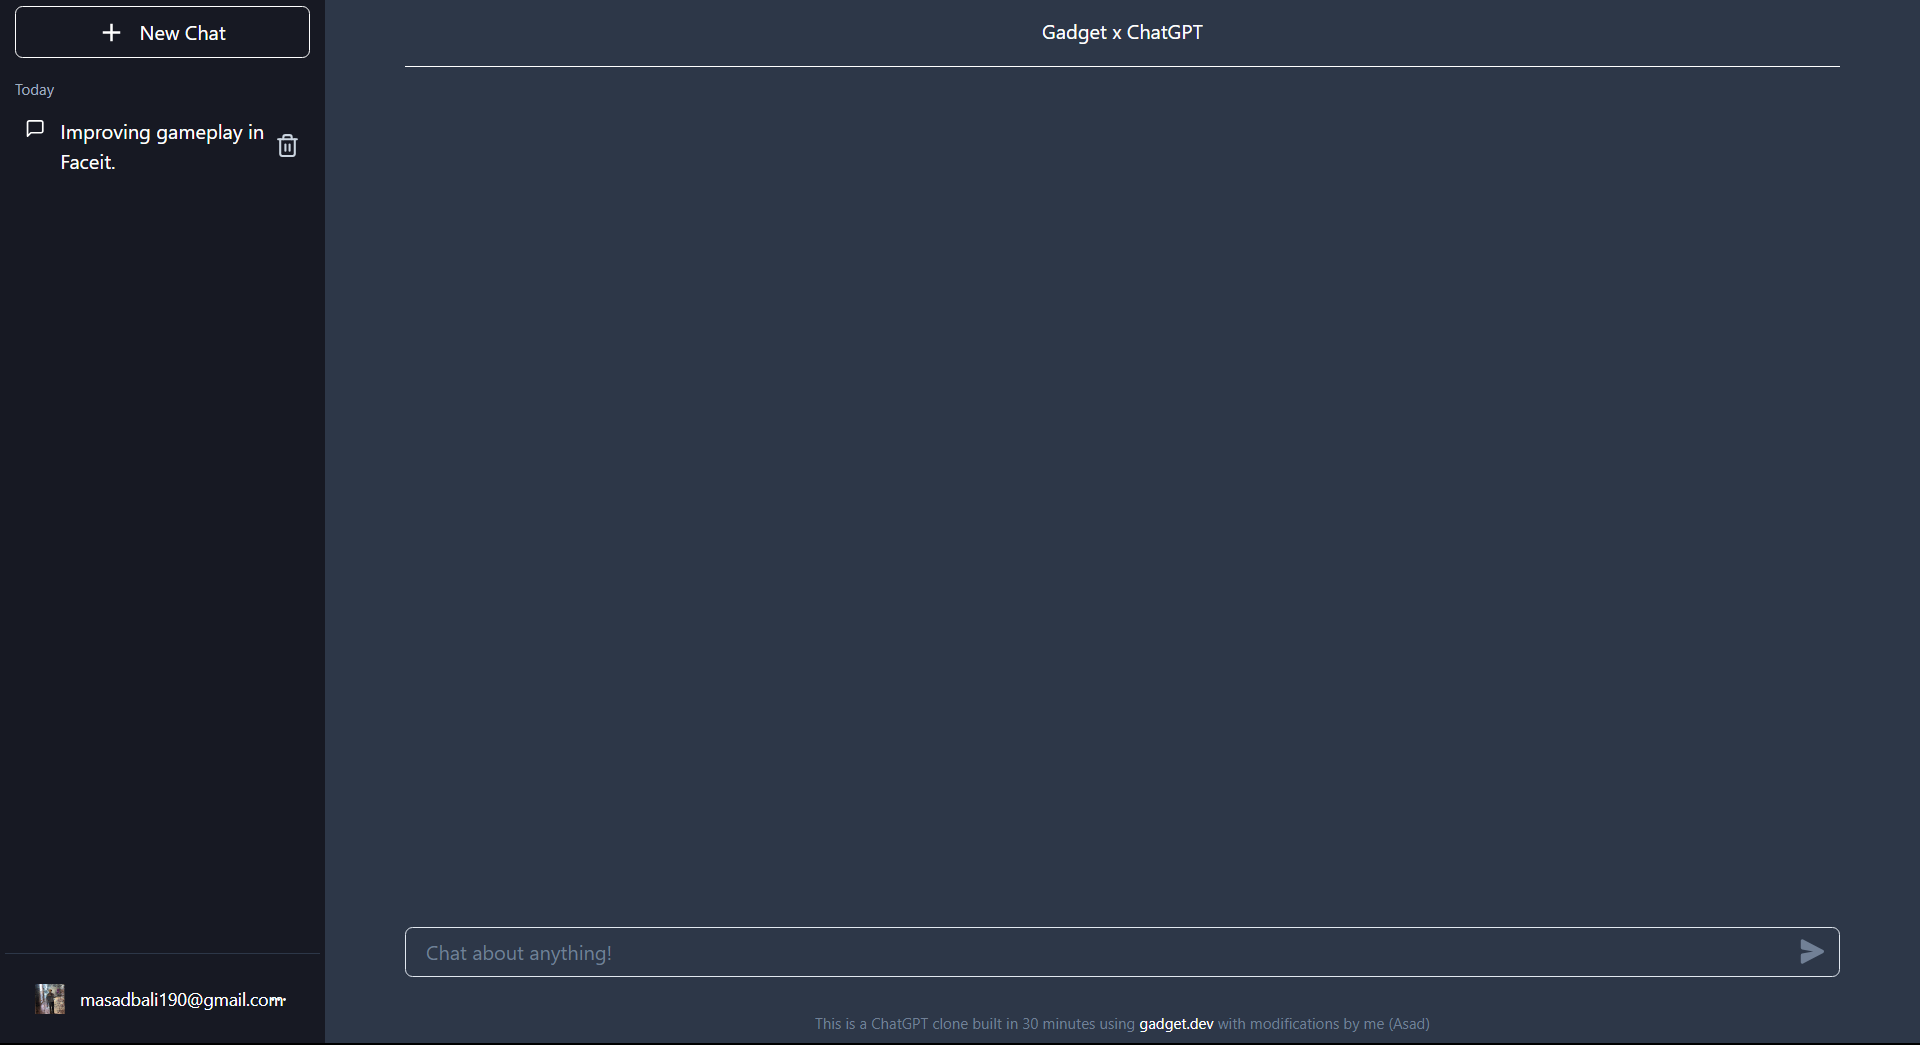 New Chat
Today
Improving gameplay in
Faceit.
masadbali190@gmail.com
Gadget x ChatGPT
Chat about anything!
This is a ChatGPT clone built in 30 minutes using gadget.dev with modifications by me (Asad)